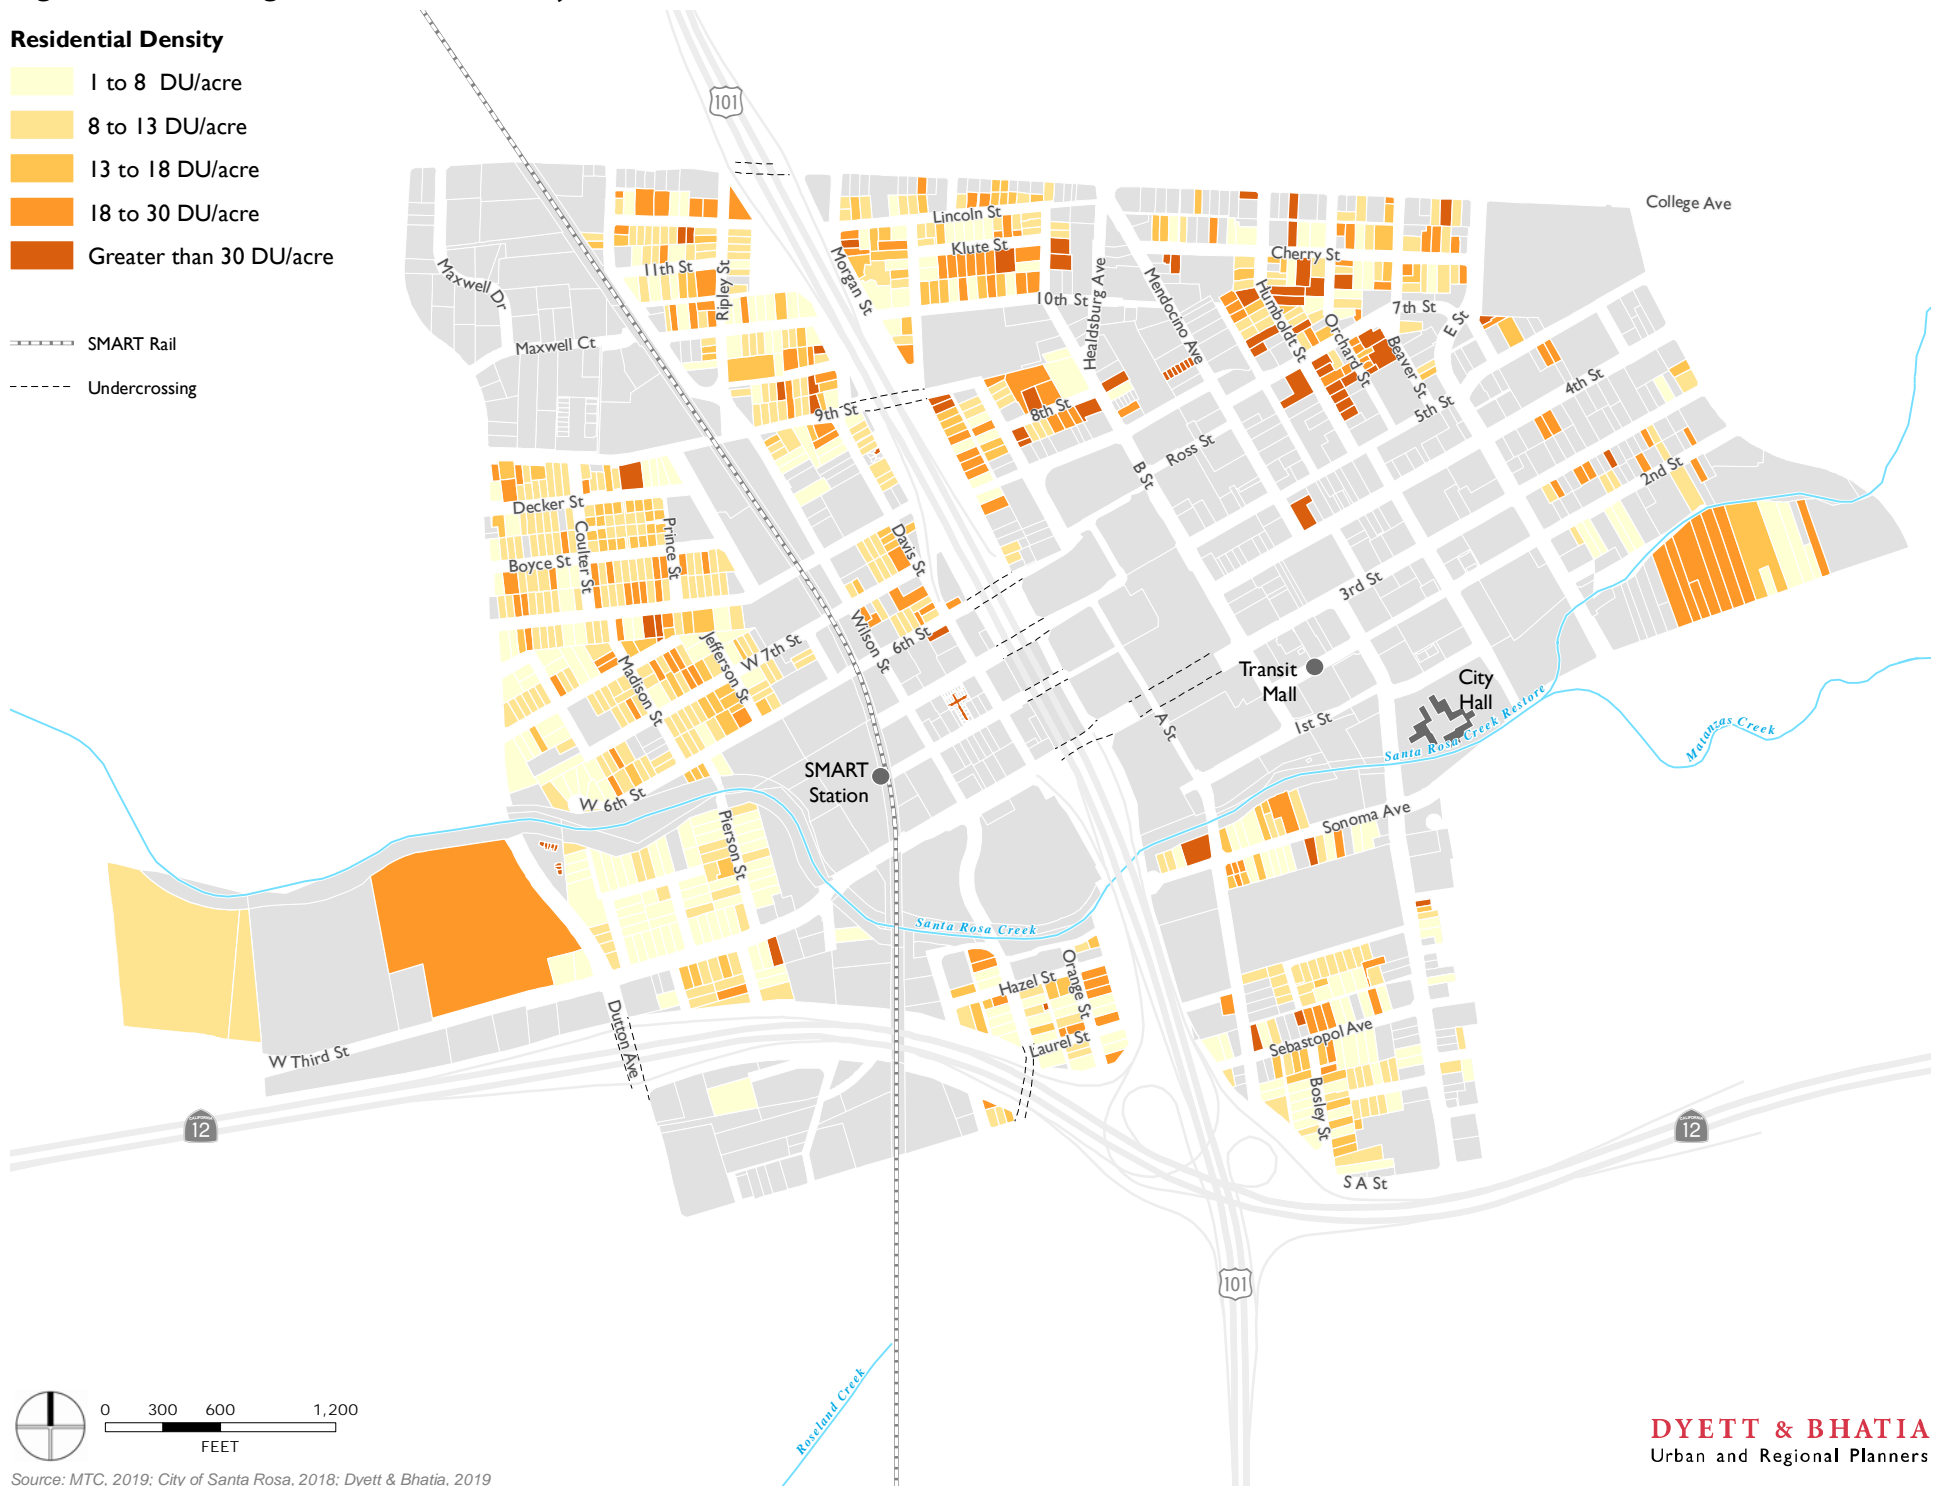 Residential Density
1 to 8 DU/acre
8 to 13 DU/acre
13 to 18 DU/acre
18 to 30 DU/acre
Greater than 30 DU/acre
SMART Rail
Undercrossing
101
College Ave
Lincoln St
Klute St
Cherry St
11th St
Ripley St
Morgan St
Maxwell Dr
10th St
Healdsburg Ave
Mendocino Ave
Humboldt St
Orchard St
7th St
E St
Beaver St
Maxwell Ct
4th St
5th St
9th St
8th St
Ross St
B St
2nd St
Decker St
Coulter St
Prince St
Boyce St
Davis St
3rd St
Wilson St
6th St
Jefferson St
W 7th St
Madison St
Transit
Mall
City
Hall
A St
1st St
Santa Rosa Creek Restore
Matanzas Creek
SMART
Station
W 6th St
Pierson St
Sonoma Ave
Santa Rosa Creek
Hazel St
Orange St
Laurel St
Sebastopol Ave
Bosley St
Dutton Ave
W Third St
CALIFORNIA
12
CALIFORNIA
12
S A St
101
Roseland Creek
0 300 600 1,200
FEET
DYETT & BHATIA
Urban and Regional Planners
Source: MTC, 2019; City of Santa Rosa, 2018; Dyett & Bhatia, 2019